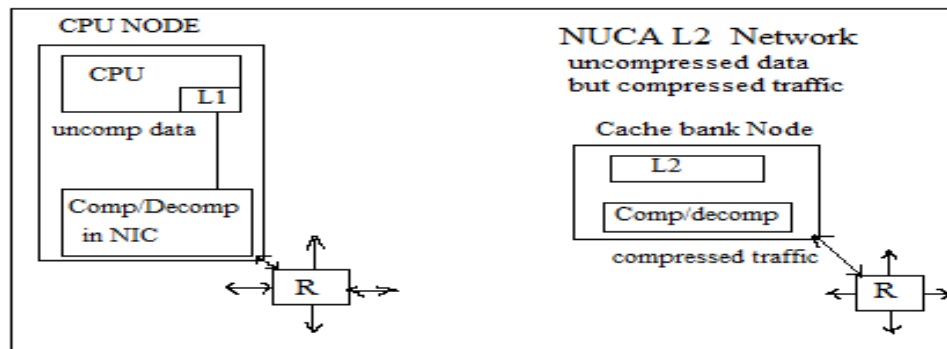 CPU NODE
CPU
L1
uncomp data
Comp/Decomp
in NIC
R
NUCA L2 Network
uncompressed data
but compressed traffic
Cache bank Node
L2
Comp/decomp
compressed traffic
R